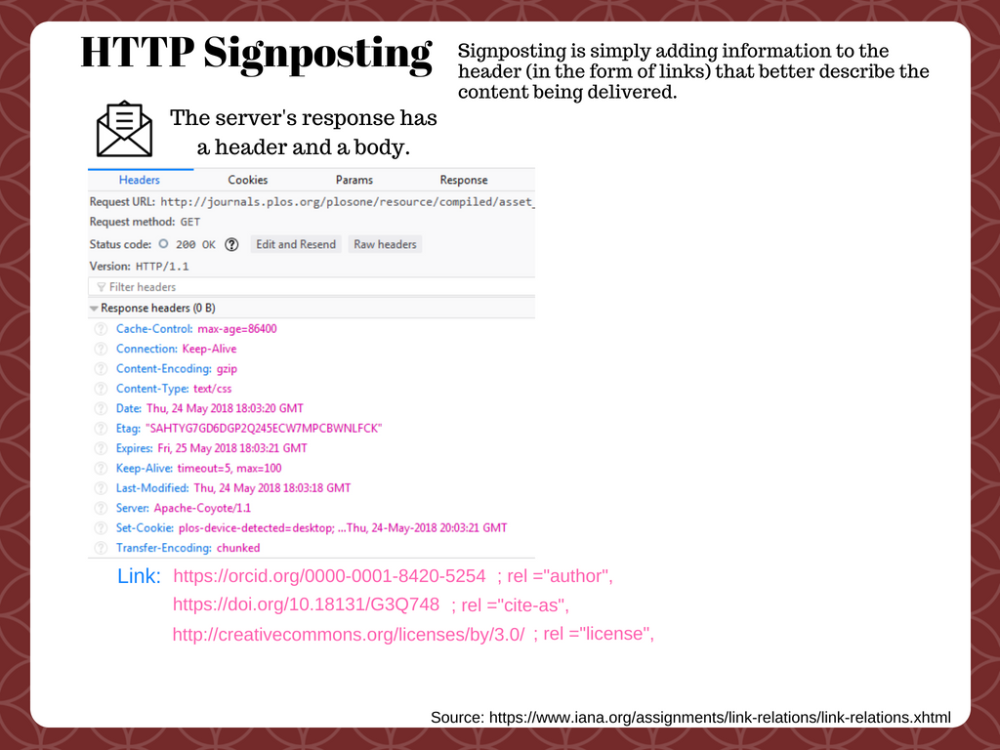 HTTP Signposting
Signposting is simply adding information to the
header (in the form of links) that better describe the
content being delivered.
The server's response has
a header and a body.
Headers Cookies Params Response
Request URL: http://journals.plos.org/plosone/resource/compiled/asset_
Request method: GET
Status code: 200 OK ? Edit and Resend Raw headers
Version: HTTP/1.1
Filter headers
Response headers (0 B)
? Cache-Control: max-age=86400
? Connection: Keep-Alive
? Content-Encoding: gzip
? Content-Type: text/css
? Date: Thu, 24 May 2018 18:03:20 GMT
? Etag: "SAHTYG7GD6DGP2Q245ECW7MPCBWNLFCK"
? Expires: Fri, 25 May 2018 18:03:21 GMT
? Keep-Alive: timeout=5, max=100
? Last-Modified: Thu, 24 May 2018 18:03:18 GMT
? Server: Apache-Coyote/1.1
? Set-Cookie: plos-device-detected=desktop; ...Thu, 24-May-2018 20:03:21 GMT
? Transfer-Encoding: chunked
Link: https://orcid.org/0000-0001-8420-5254 ; rel ="author",
https://doi.org/10.18131/G3Q748 ; rel ="cite-as",
http://creativecommons.org/licenses/by/3.0/ ; rel ="license",
Source: https://www.iana.org/assignments/link-relations/link-relations.xhtml